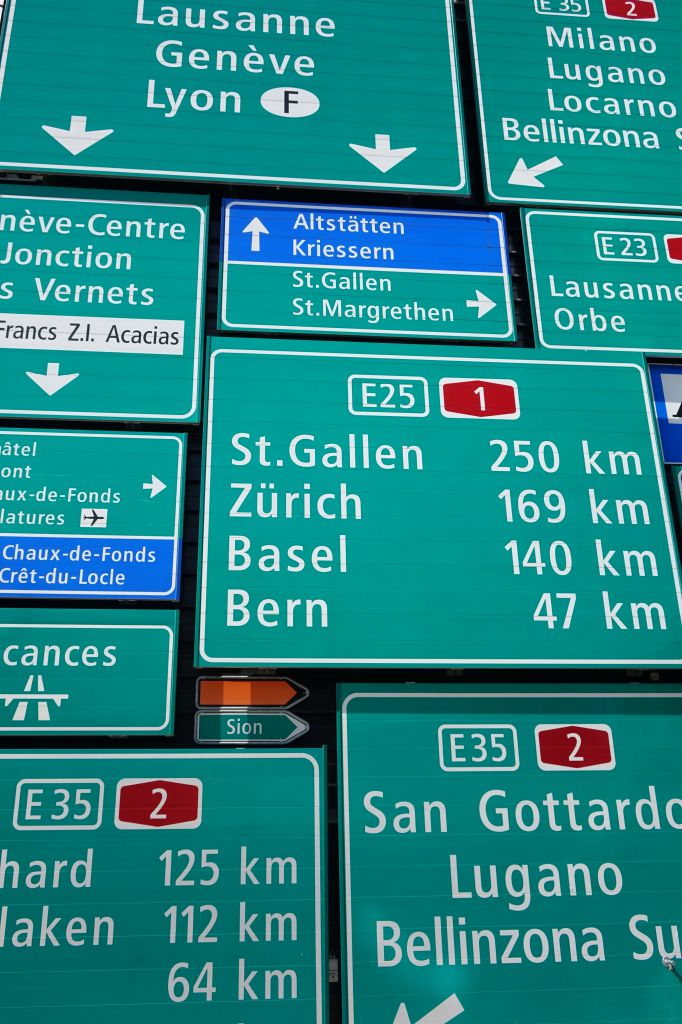 Lausanne
Genève
Lyon F
E 35 2
Milano
Lugano
Locarno
Bellinzona S
nève-Centre
Jonction
s Vernets
Francs Z.I. Acacias
Altstätten
Kriessern
St.Gallen
St.Margrethen
E 23
Lausanne
Orbe
E25 1
St.Gallen 250 km
Zürich 169 km
Basel 140 km
Bern 47 km
hâtel
ont
aux-de-Fonds
latures
Chaux-de-Fonds
Crêt-du-Locle
cances
Sion
E 35 2
hard 125 km
laken 112 km
64 km
E35 2
San Gottardo
Lugano
Bellinzona Su